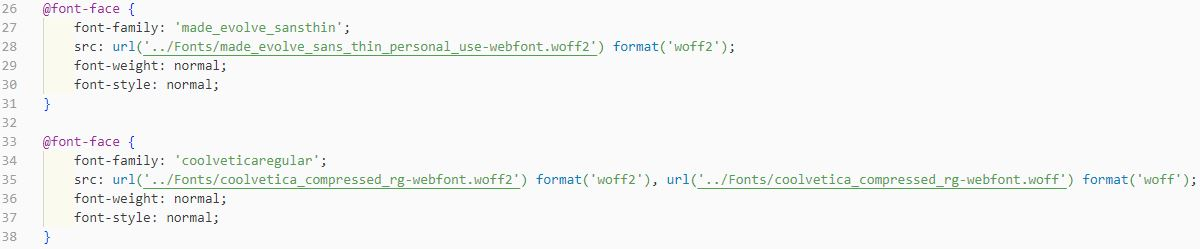 26 @font-face {
27 font-family: 'made_evolve_sansthin';
28 src: url('../Fonts/made_evolve_sans_thin_personal_use-webfont.woff2') format('woff2');
29 font-weight: normal;
30 font-style: normal;
31 }
32
33 @font-face {
34 font-family: 'coolveticaregular';
35 src: url('../Fonts/coolvetica_compressed_rg-webfont.woff2') format('woff2'), url('../Fonts/coolvetica_compressed_rg-webfont.woff') format('woff');
36 font-weight: normal;
37 font-style: normal;
38 }